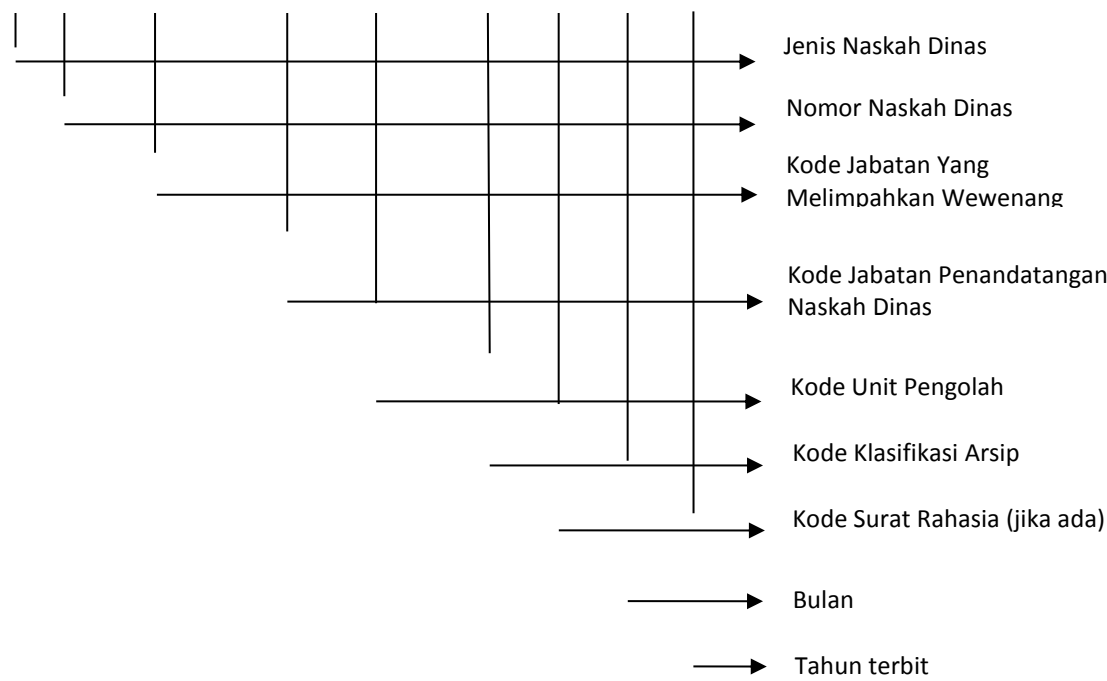 Jenis Naskah Dinas
Nomor Naskah Dinas
Kode Jabatan Yang
Melimpahkan Wewenang
Kode Jabatan Penandatangan
Naskah Dinas
Kode Unit Pengolah
Kode Klasifikasi Arsip
Kode Surat Rahasia (jika ada)
Bulan
Tahun terbit